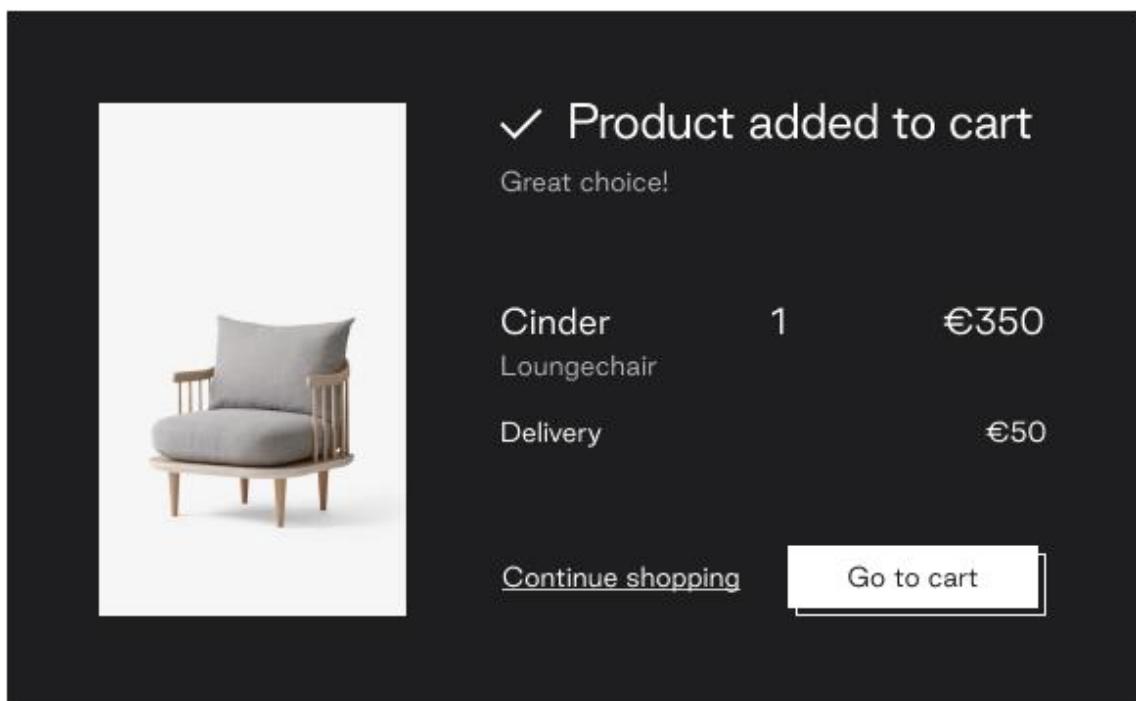 Product added to cart
Great choice!
Cinder 1 €350
Loungechair
Delivery €50
Continue shopping Go to cart